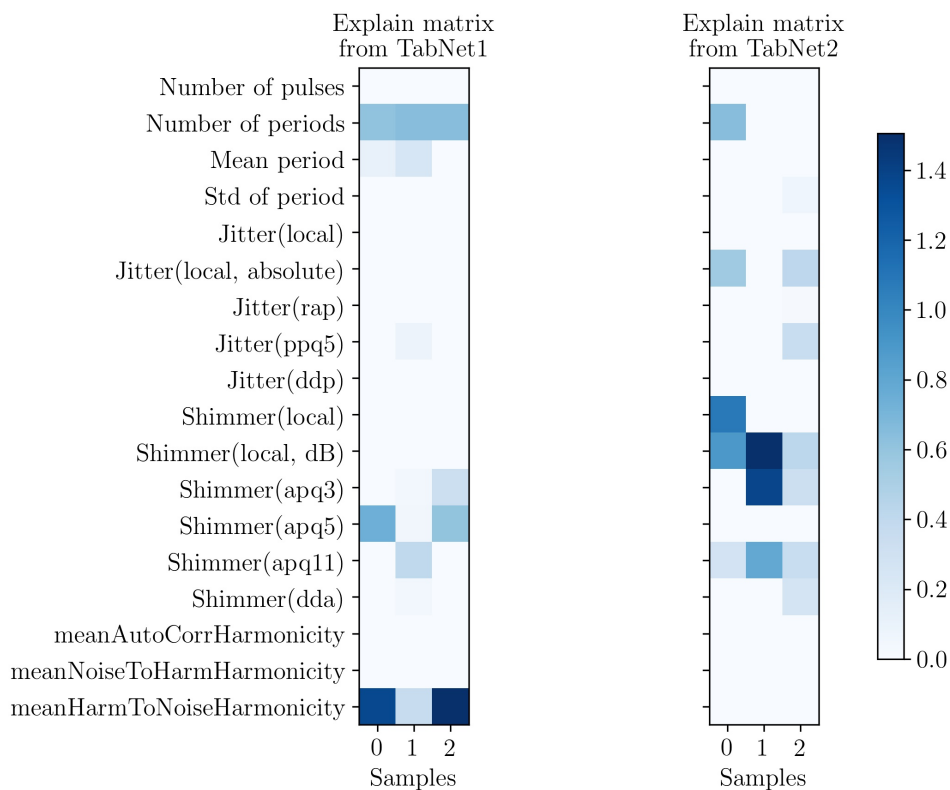 Explain matrix
from TabNet1
Explain matrix
from TabNet2
Number of pulses
Number of periods
Mean period
Std of period
Jitter(local)
Jitter(local, absolute)
Jitter(rap)
Jitter(ppq5)
Jitter(ddp)
Shimmer(local)
Shimmer(local, dB)
Shimmer(apq3)
Shimmer(apq5)
Shimmer(apq11)
Shimmer(dda)
meanAutoCorrHarmonicity
meanNoiseToHarmHarmonicity
meanHarmToNoiseHarmonicity
0 1 2
Samples
0 1 2
Samples
1.4
1.2
1.0
0.8
0.6
0.4
0.2
0.0